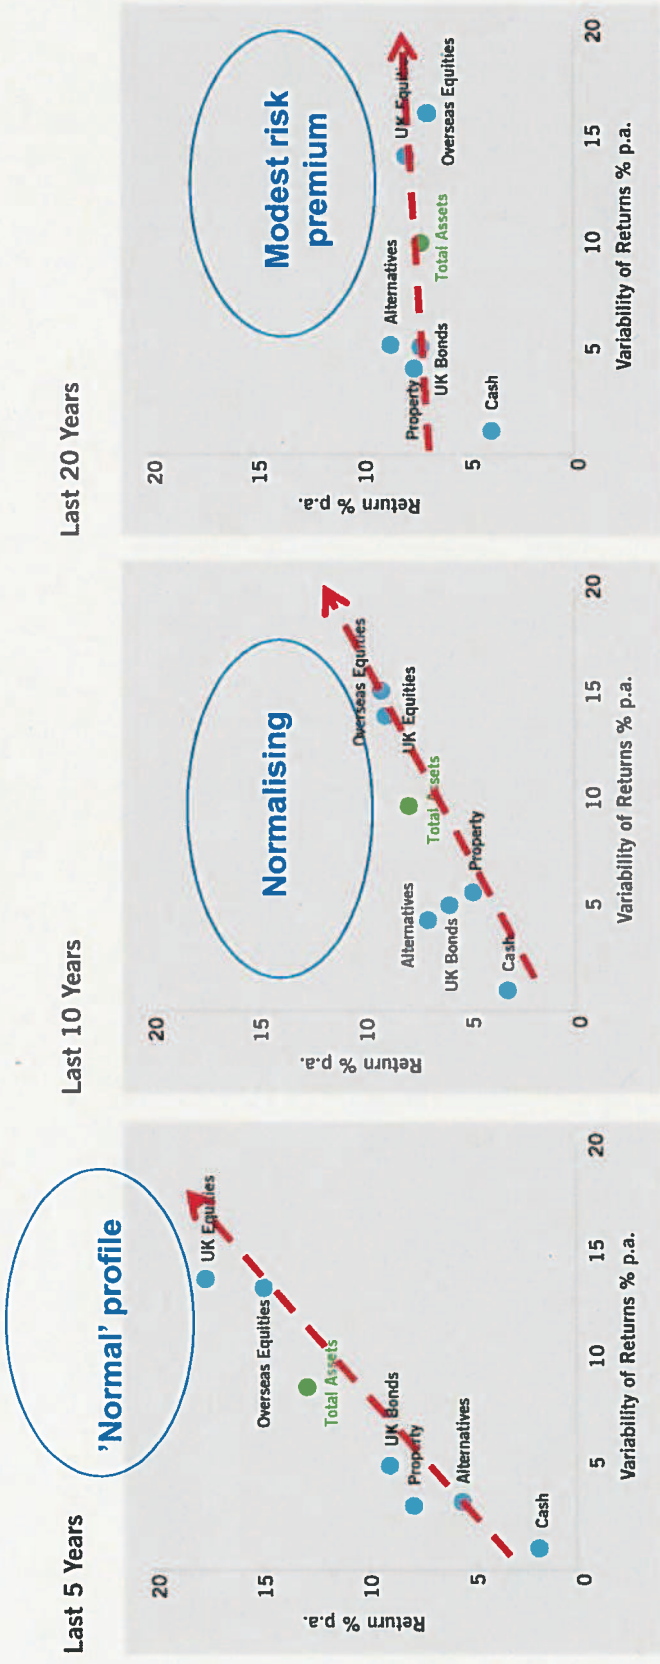 Last 5 Years
'Normal' profile
20
15
10
5
0
Return % p.a.
UK Equities
Overseas Equities
Total Assets
UK Bonds
Property
Alternatives
Cash
5
10
15
20
Variability of Returns % p.a.
Last 10 Years
Normalising
20
15
10
5
0
Return % p.a.
Overseas Equities
UK Equities
Total Assets
Alternatives
Property
UK Bonds
Cash
5
10
15
20
Variability of Returns % p.a.
Last 20 Years
Modest risk
premium
20
15
10
5
0
Return % p.a.
Alternatives
UK Equities
Overseas Equities
Total Assets
Property
UK Bonds
Cash
0
5
10
15
20
Variability of Returns % p.a.